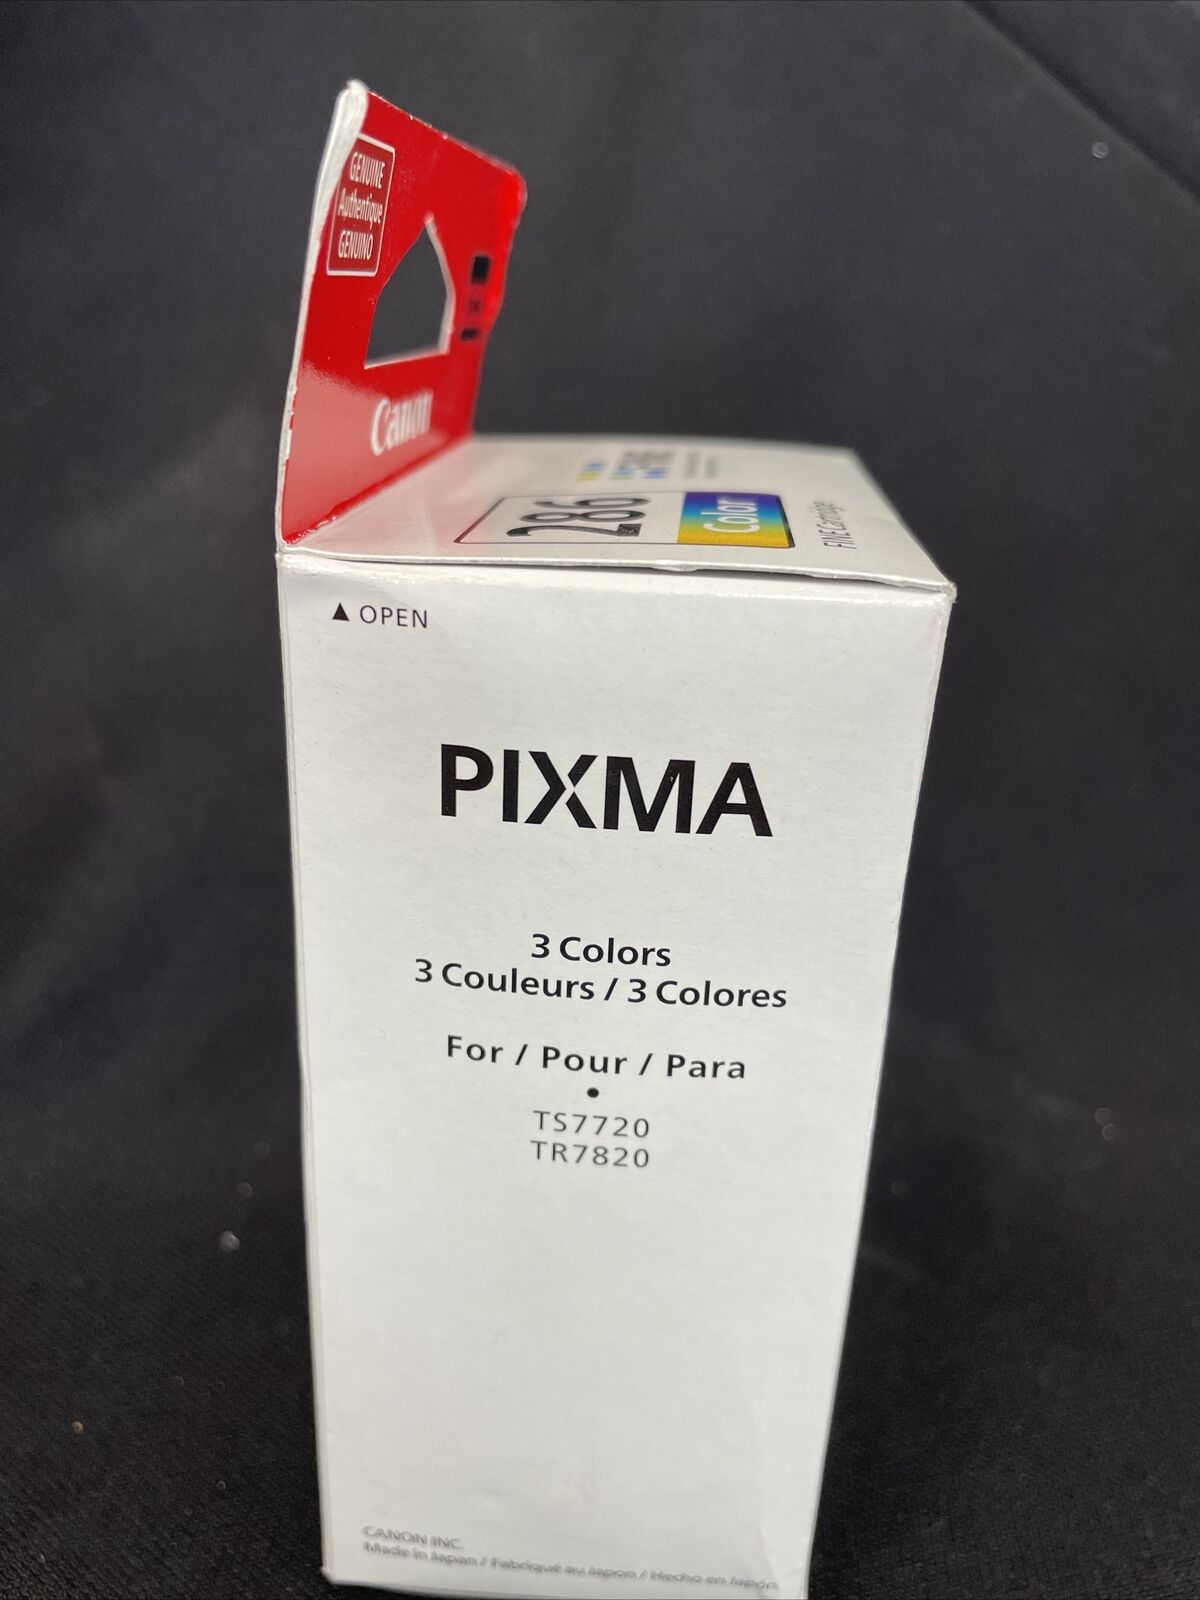 GENUINE
Authentique
GENUINO
Canon
286
Color
FINE Cartridge
▲ OPEN
PIXMA
3 Colors
3 Couleurs / 3 Colores
For / Pour / Para
•
TS7720
TR7820
CANON INC.
Made in Japan / Fabriqué au Japon / Hecho en Japón